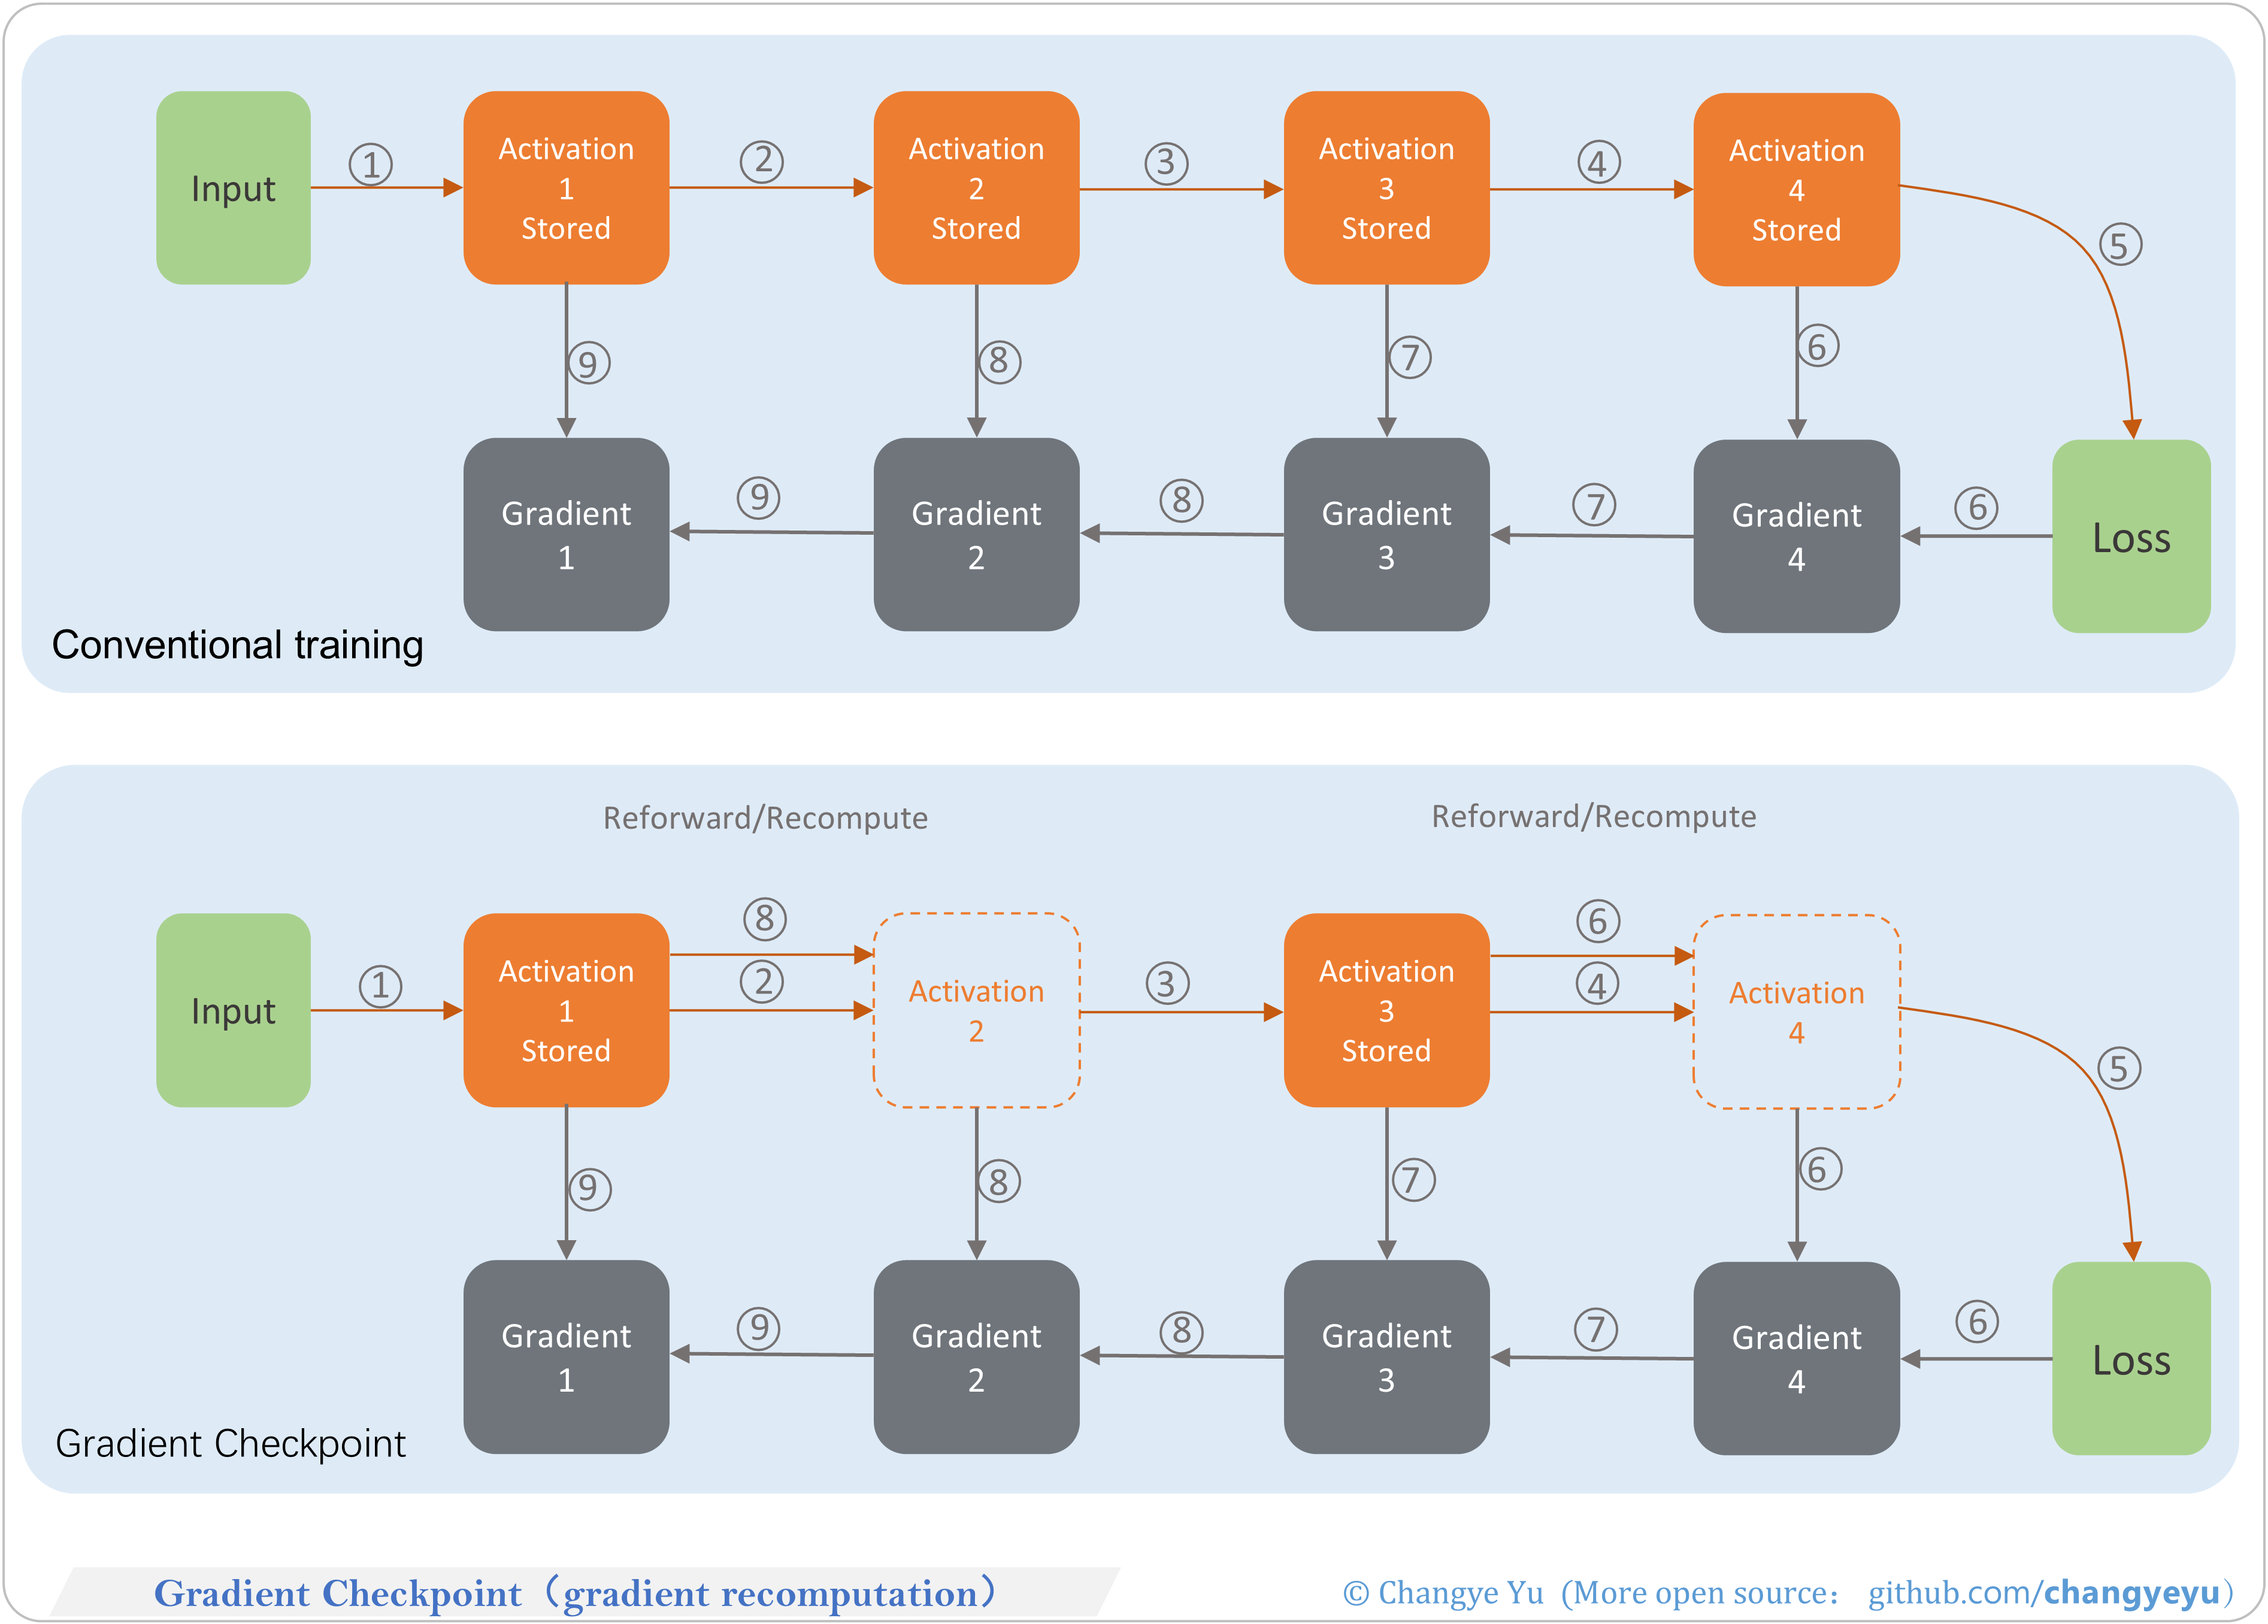 Input
①
Activation
1
Stored
②
Activation
2
Stored
③
Activation
3
Stored
④
Activation
4
Stored
⑤
⑨
⑧
⑦
⑥
Gradient
1
⑨
Gradient
2
⑧
Gradient
3
⑦
Gradient
4
⑥
Loss
Conventional training
Reforward/Recompute
Reforward/Recompute
Input
①
Activation
1
Stored
⑧
②
Activation
2
③
Activation
3
Stored
⑥
④
Activation
4
⑤
⑨
⑧
⑦
⑥
Gradient
1
⑨
Gradient
2
⑧
Gradient
3
⑦
Gradient
4
⑥
Loss
Gradient Checkpoint
Gradient Checkpoint（gradient recomputation）
© Changye Yu (More open source： github.com/changyeyu）